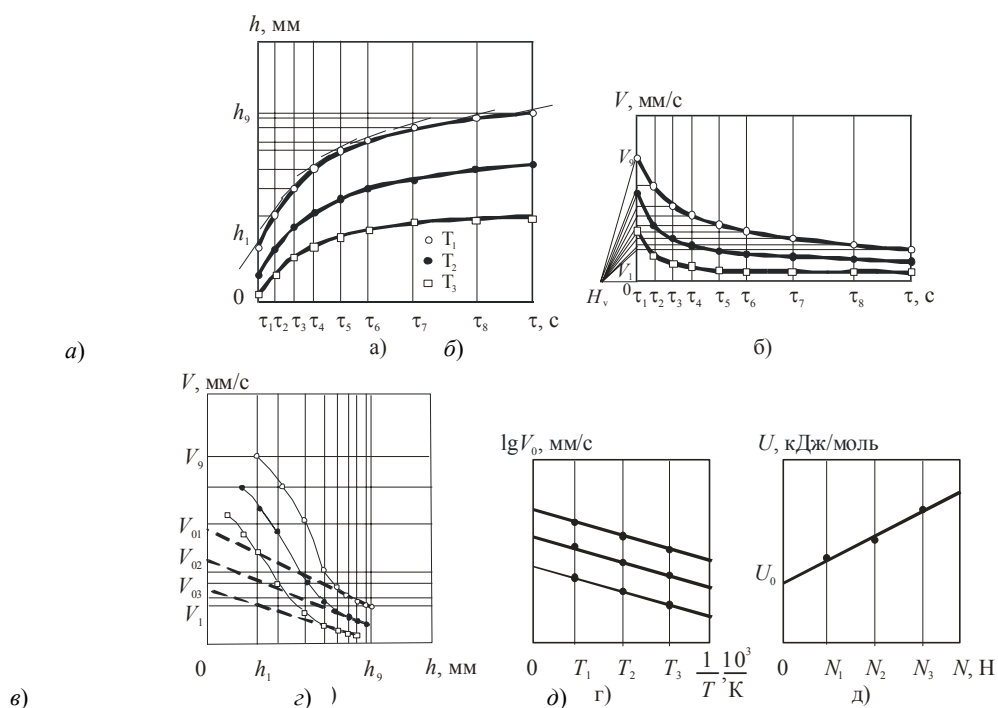 h, мм
h₉
h₁
0
T₁
T₂
T₃
τ₁ τ₂ τ₃ τ₄ τ₅ τ₆ τ₇ τ₈ τ, с
а)
а) б)
V, мм/с
V₉
V₁
0
Hᵥ
τ₁ τ₂ τ₃ τ₄ τ₅ τ₆ τ₇ τ₈ τ, с
б)
V, мм/с
V₉
V₀₁
V₀₂
V₀₃
V₁
0 h₁ h₉ h, мм
в) г) )
lgV₀, мм/с
0 T₁ T₂ T₃ 1/T, 10³/К
д) г)
U, кДж/моль
U₀
0 N₁ N₂ N₃ N, Н
д)